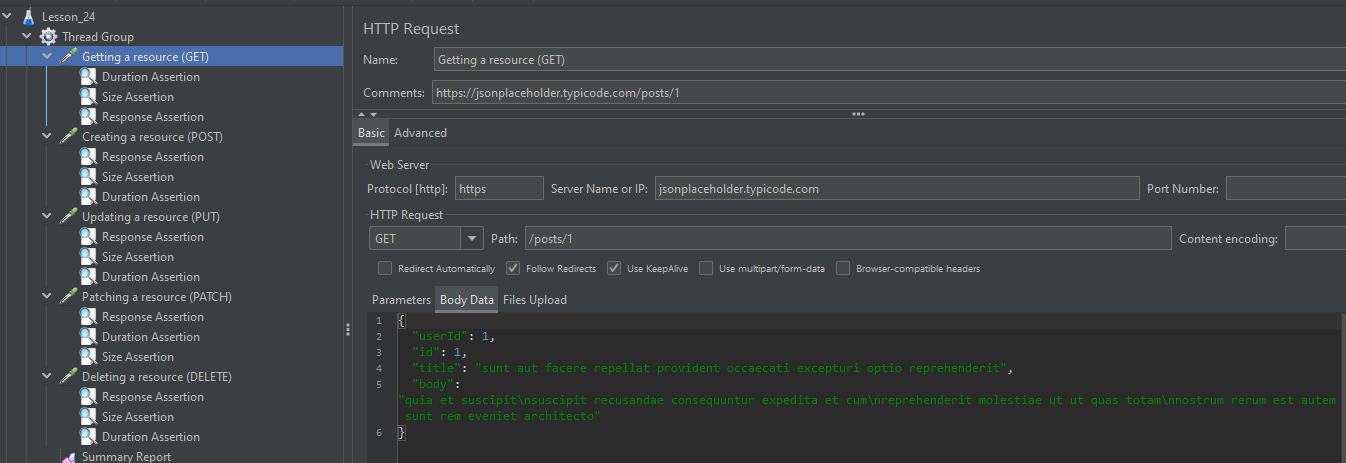 Lesson_24
Thread Group
Getting a resource (GET)
Duration Assertion
Size Assertion
Response Assertion
Creating a resource (POST)
Response Assertion
Size Assertion
Duration Assertion
Updating a resource (PUT)
Response Assertion
Size Assertion
Duration Assertion
Patching a resource (PATCH)
Response Assertion
Duration Assertion
Size Assertion
Deleting a resource (DELETE)
Response Assertion
Size Assertion
Duration Assertion
Summary Report
HTTP Request
Name: Getting a resource (GET)
Comments: https://jsonplaceholder.typicode.com/posts/1
Basic Advanced
Web Server
Protocol [http]: https Server Name or IP: jsonplaceholder.typicode.com Port Number:
HTTP Request
GET Path: /posts/1 Content encoding:
Redirect Automatically Follow Redirects Use KeepAlive Use multipart/form-data Browser-compatible headers
Parameters Body Data Files Upload
1 {
2 "userId": 1,
3 "id": 1,
4 "title": "sunt aut facere repellat provident occaecati excepturi optio reprehenderit",
5 "body":
"quia et suscipit\nsuscipit recusandae consequuntur expedita et cum\nreprehenderit molestiae ut ut quas totam\nnostrum rerum est autem
sunt rem eveniet architecto"
6 }